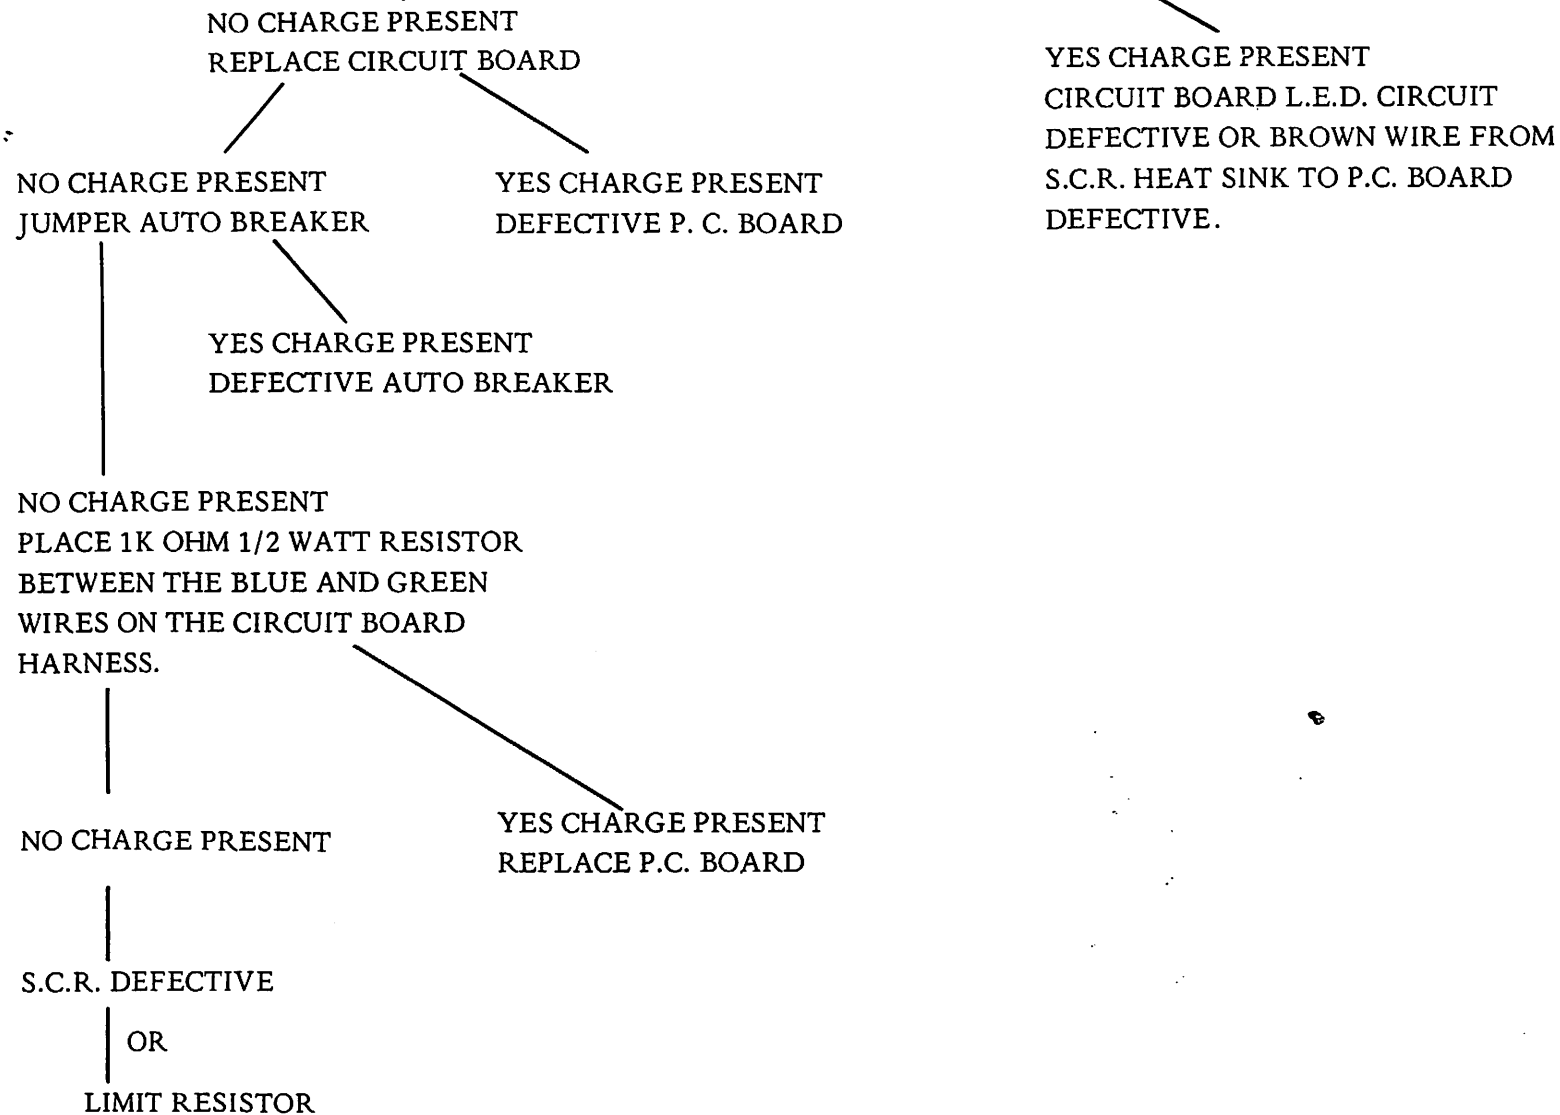 NO CHARGE PRESENT
REPLACE CIRCUIT BOARD
YES CHARGE PRESENT
CIRCUIT BOARD L.E.D. CIRCUIT
DEFECTIVE OR BROWN WIRE FROM
S.C.R. HEAT SINK TO P.C. BOARD
DEFECTIVE.
NO CHARGE PRESENT
JUMPER AUTO BREAKER
YES CHARGE PRESENT
DEFECTIVE P. C. BOARD
YES CHARGE PRESENT
DEFECTIVE AUTO BREAKER
NO CHARGE PRESENT
PLACE 1K OHM 1/2 WATT RESISTOR
BETWEEN THE BLUE AND GREEN
WIRES ON THE CIRCUIT BOARD
HARNESS.
NO CHARGE PRESENT
YES CHARGE PRESENT
REPLACE P.C. BOARD
S.C.R. DEFECTIVE
OR
LIMIT RESISTOR